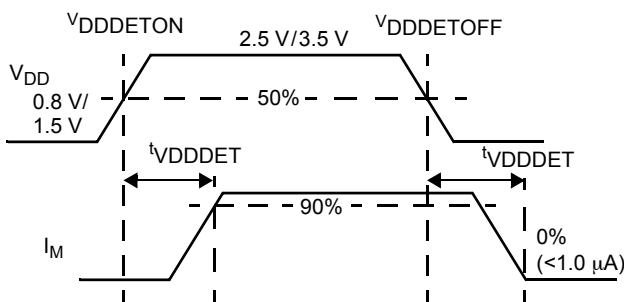 VDDDETON
2.5 V/3.5 V
VDDDETOFF
VDD
0.8 V/
1.5 V
50%
tVDDDET
tVDDDET
90%
IM
0%
(<1.0 μA)